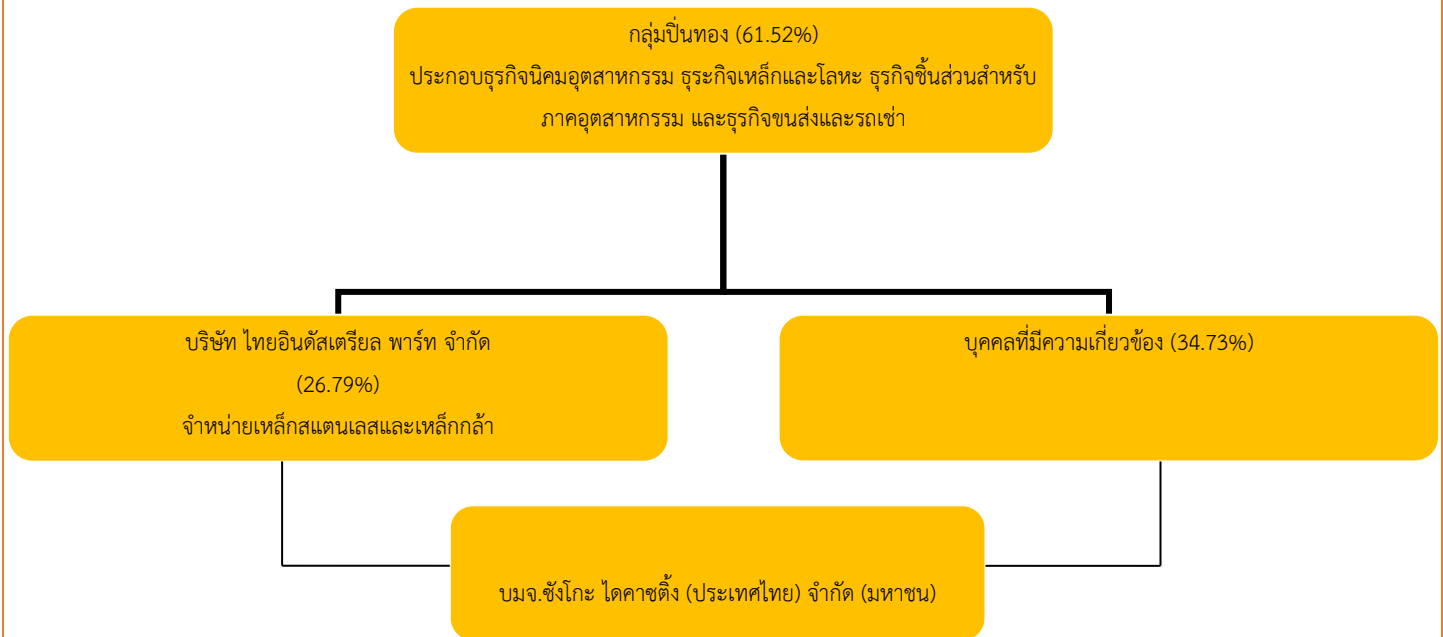 กลุ่มปิ่นทอง (61.52%)
ประกอบธุรกิจนิคมอุตสาหกรรม ธุระกิจเหล็กและโลหะ ธุรกิจชิ้นส่วนสำหรับ
ภาคอุตสาหกรรม และธุรกิจขนส่งและรถเช่า
บริษัท ไทยอินดัสเตรียล พาร์ท จำกัด
(26.79%)
จำหน่ายเหล็กสแตนเลสและเหล็กกล้า
บุคคลที่มีความเกี่ยวข้อง (34.73%)
บมจ.ซังโกะ ไดคาซติ้ง (ประเทศไทย) จำกัด (มหาชน)